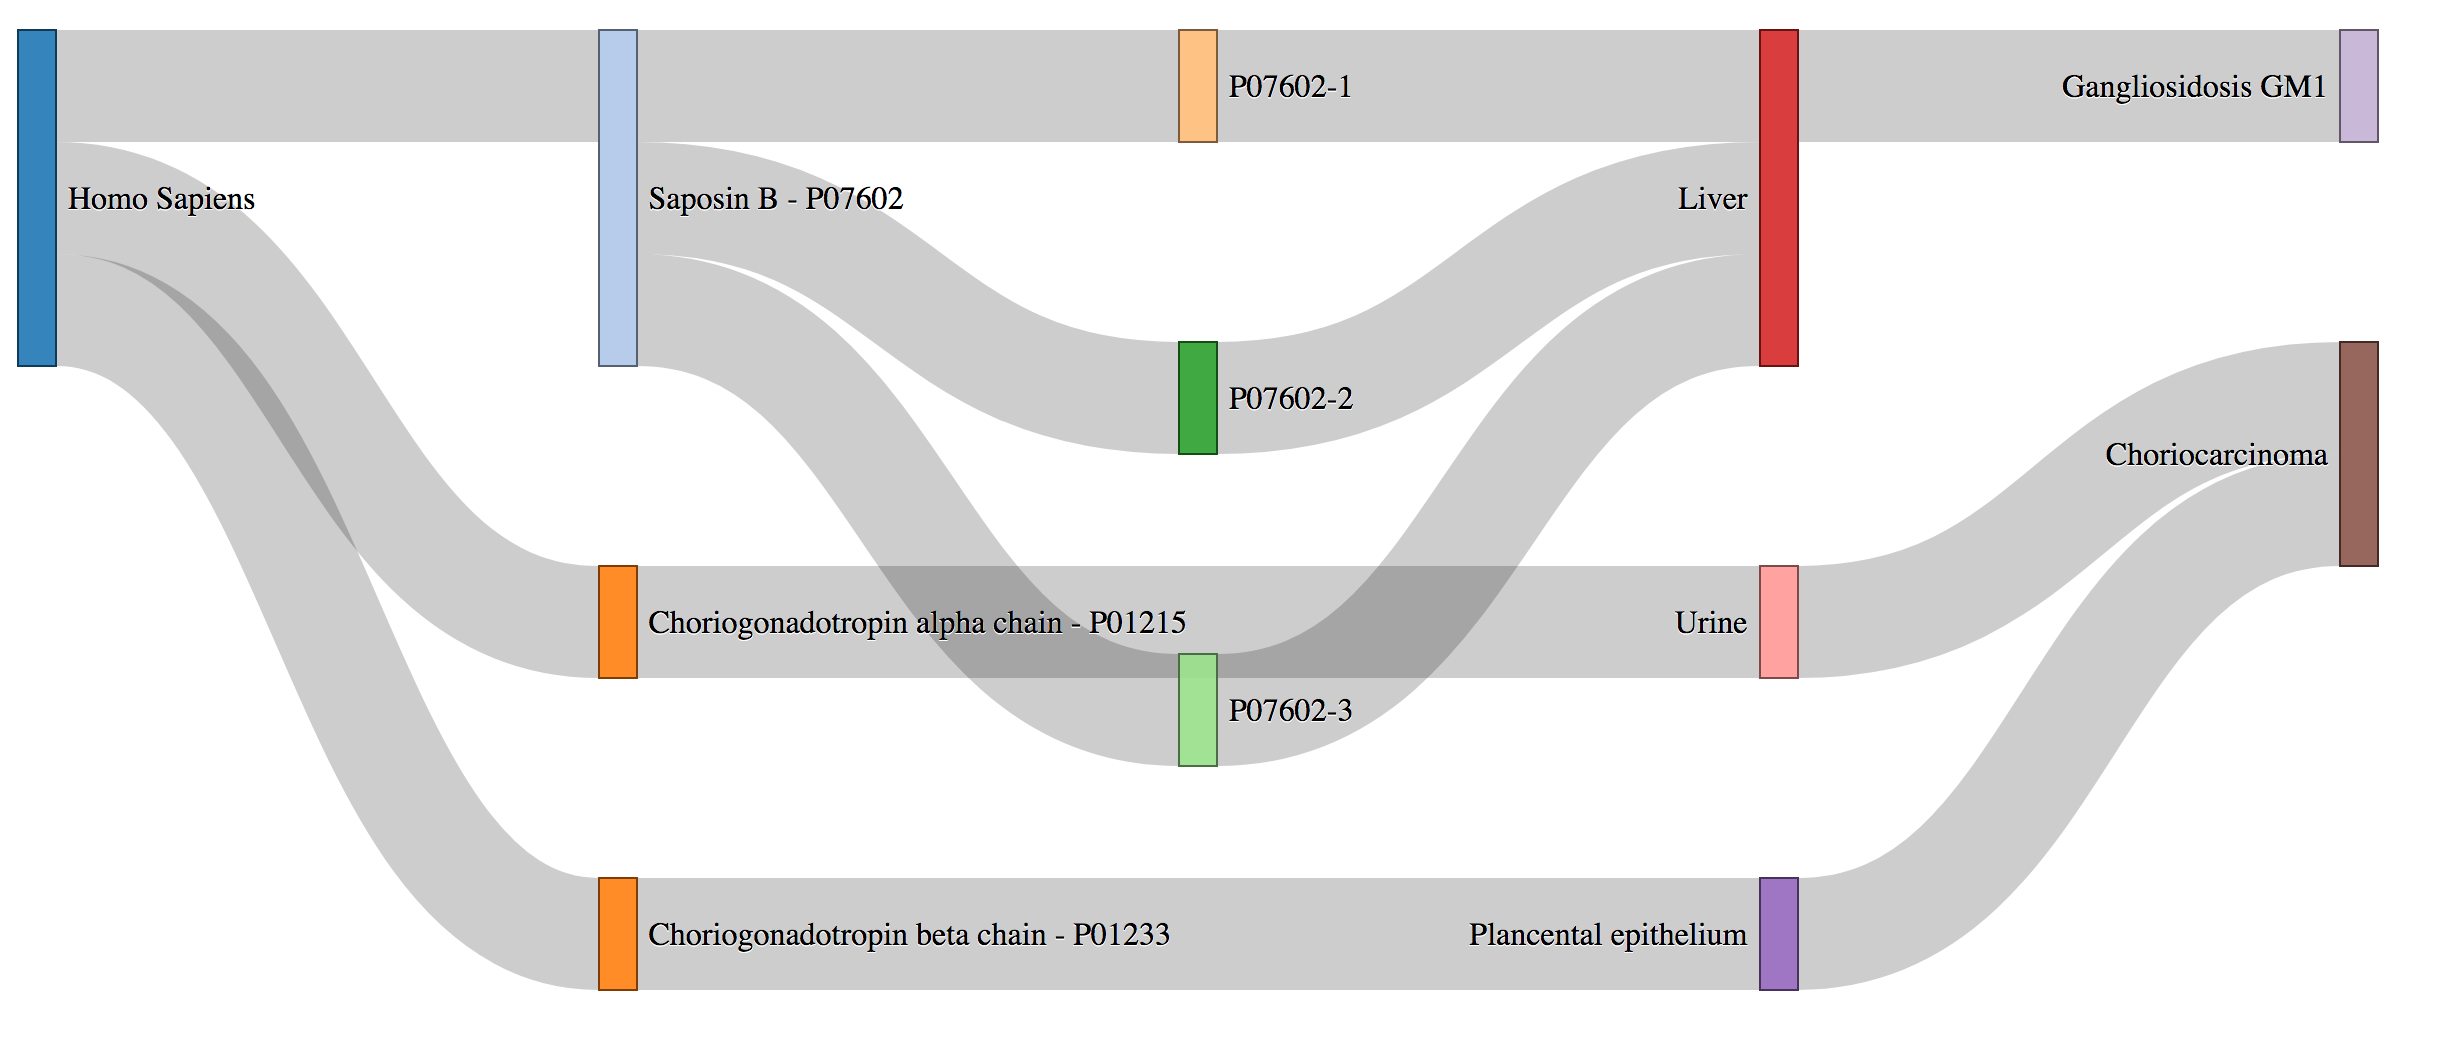 P07602-1
Gangliosidosis GM1
Homo Sapiens
Saposin B - P07602
Liver
P07602-2
Choriocarcinoma
Choriogonadotropin alpha chain - P01215
Urine
P07602-3
Choriogonadotropin beta chain - P01233
Plancental epithelium